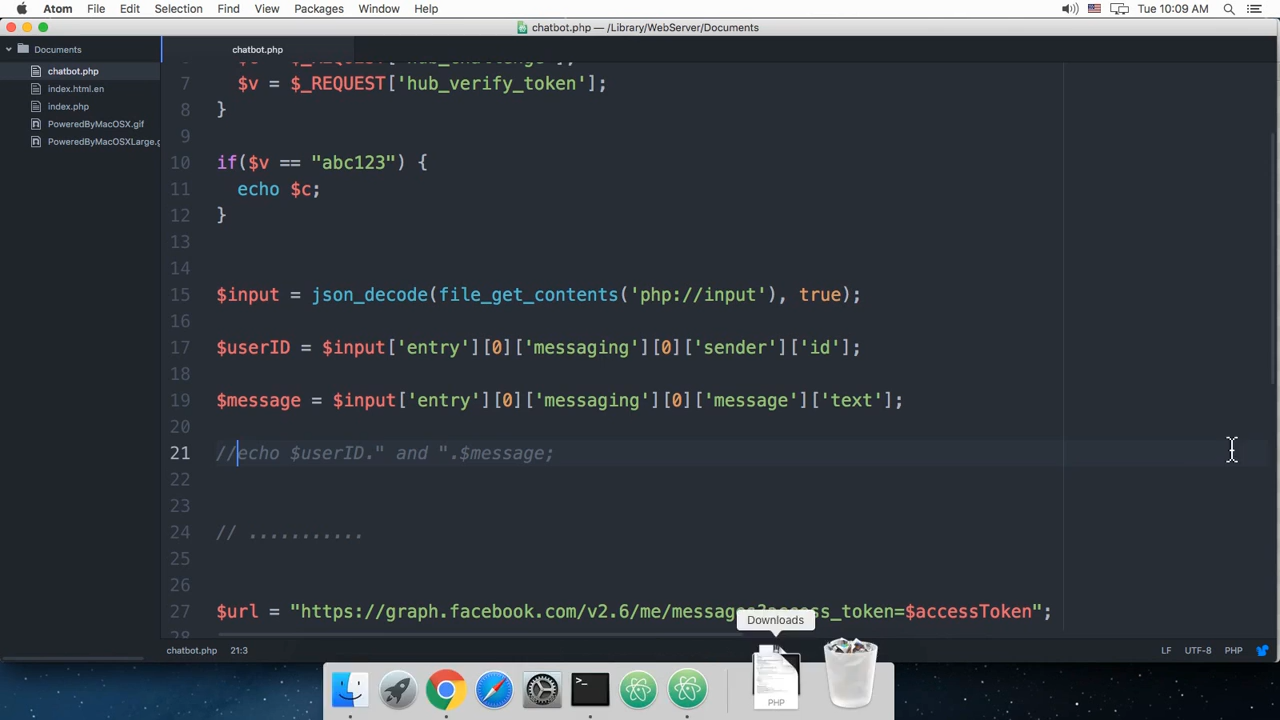 Atom File Edit Selection Find View Packages Window Help Tue 10:09 AM
chatbot.php — /Library/WebServer/Documents
Documents
chatbot.php
chatbot.php
index.html.en
index.php
PoweredByMacOSX.gif
PoweredByMacOSXLarge.g
7 $v = $_REQUEST['hub_verify_token'];
8 }
9
10 if($v == "abc123") {
11 echo $c;
12 }
13
14
15 $input = json_decode(file_get_contents('php://input'), true);
16
17 $userID = $input['entry'][0]['messaging'][0]['sender']['id'];
18
19 $message = $input['entry'][0]['messaging'][0]['message']['text'];
20
21 //echo $userID." and ".$message;
22
23
24 // ...........
25
26
27 $url = "https://graph.facebook.com/v2.6/me/messages?access_token=$accessToken";
28
Downloads
chatbot.php 21:3 LF UTF-8 PHP
>_
PHP